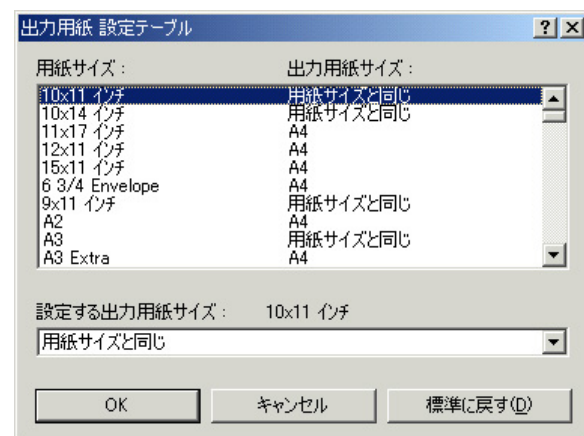 出力用紙 設定テーブル
用紙サイズ： 出力用紙サイズ：
10x11 インチ 用紙サイズと同じ
10x14 インチ 用紙サイズと同じ
11x17 インチ A4
12x11 インチ A4
15x11 インチ A4
6 3/4 Envelope A4
9x11 インチ 用紙サイズと同じ
A2 A4
A3 用紙サイズと同じ
A3 Extra A4
設定する出力用紙サイズ： 10x11 インチ
用紙サイズと同じ
OK キャンセル 標準に戻す(D)